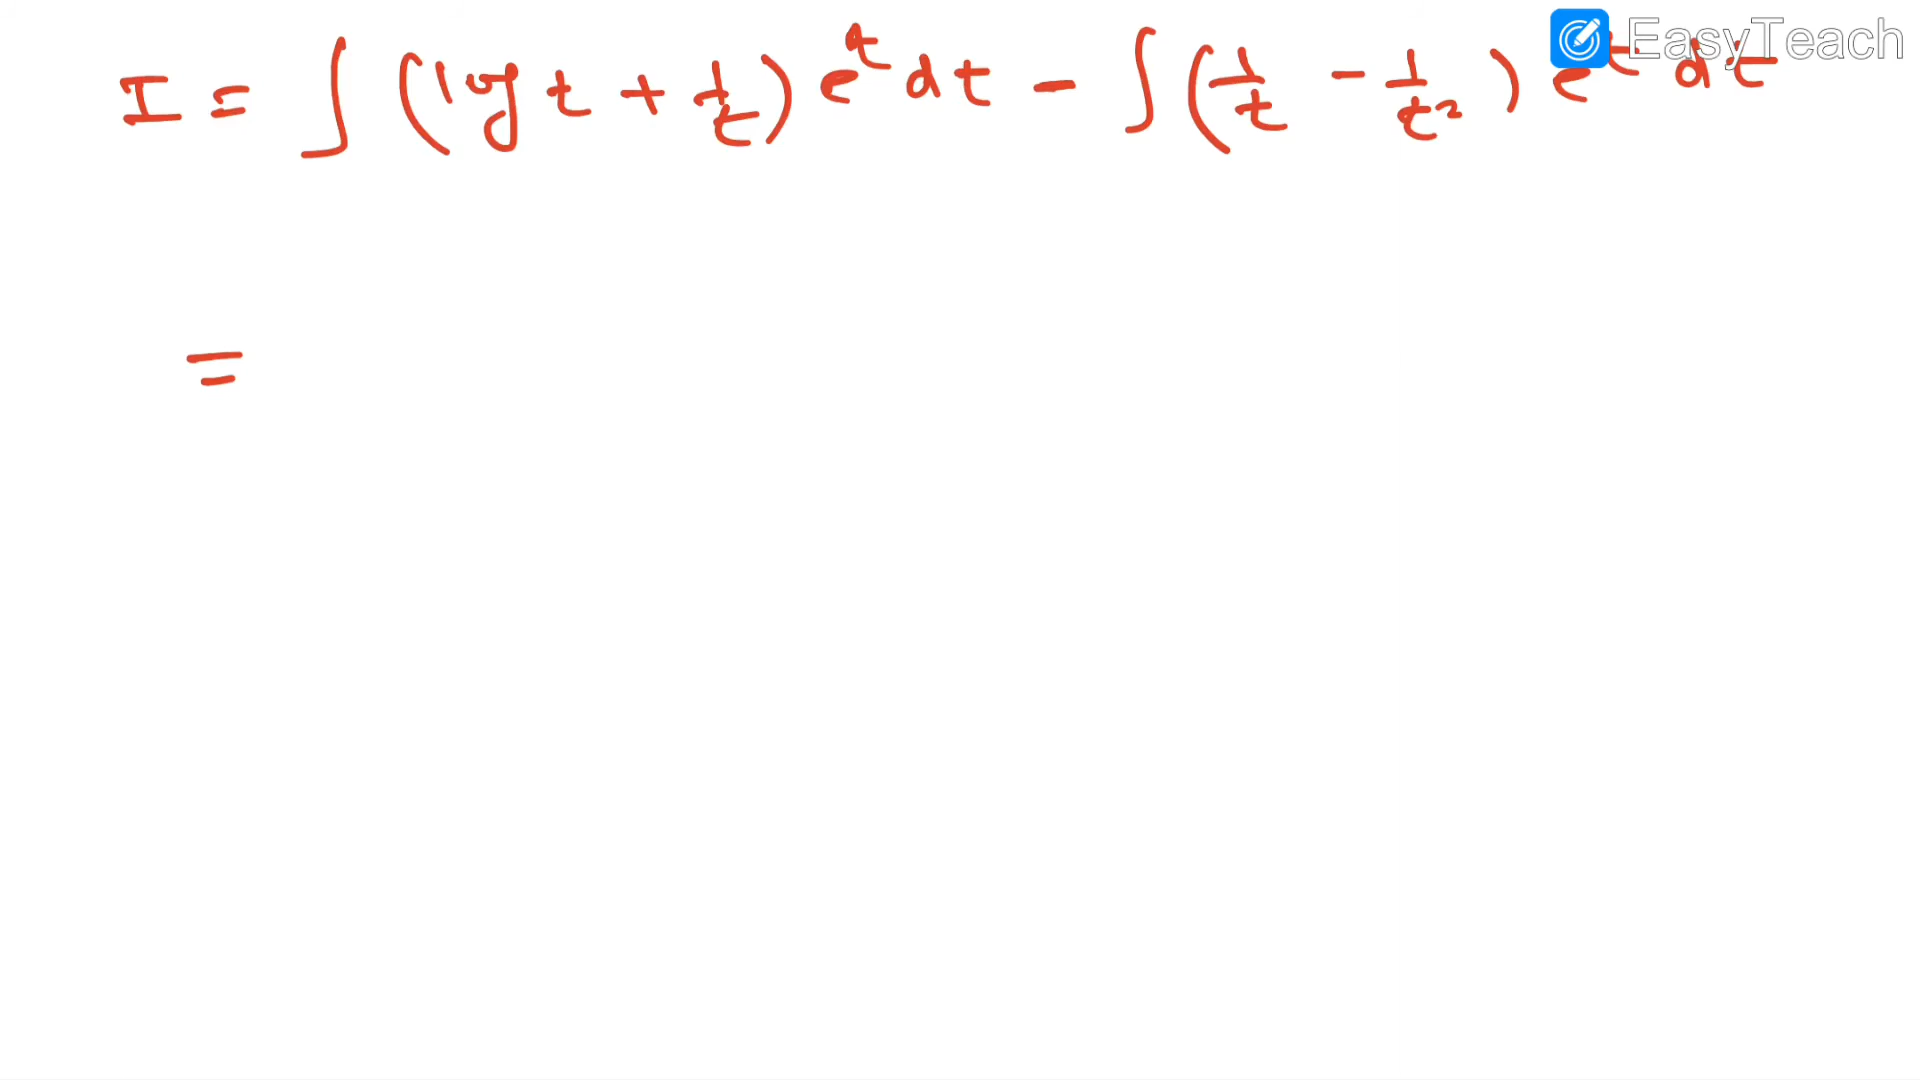 I = ∫ (log t + 1/t) e^t dt - ∫ (1/t - 1/t²) e^t dt
EasyTeach
=